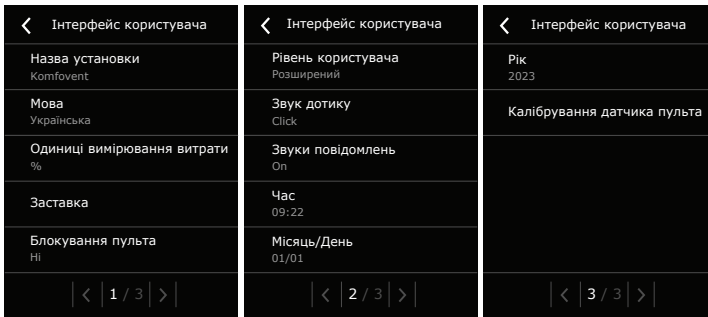 Інтерфейс користувача
Назва установки
Komfovent
Мова
Українська
Одиниці вимірювання витрати
%
Заставка
Блокування пульта
Ні
1 / 3
Інтерфейс користувача
Рівень користувача
Розширений
Звук дотику
Click
Звуки повідомлень
On
Час
09:22
Місяць/День
01/01
2 / 3
Інтерфейс користувача
Рік
2023
Калібрування датчика пульта
3 / 3